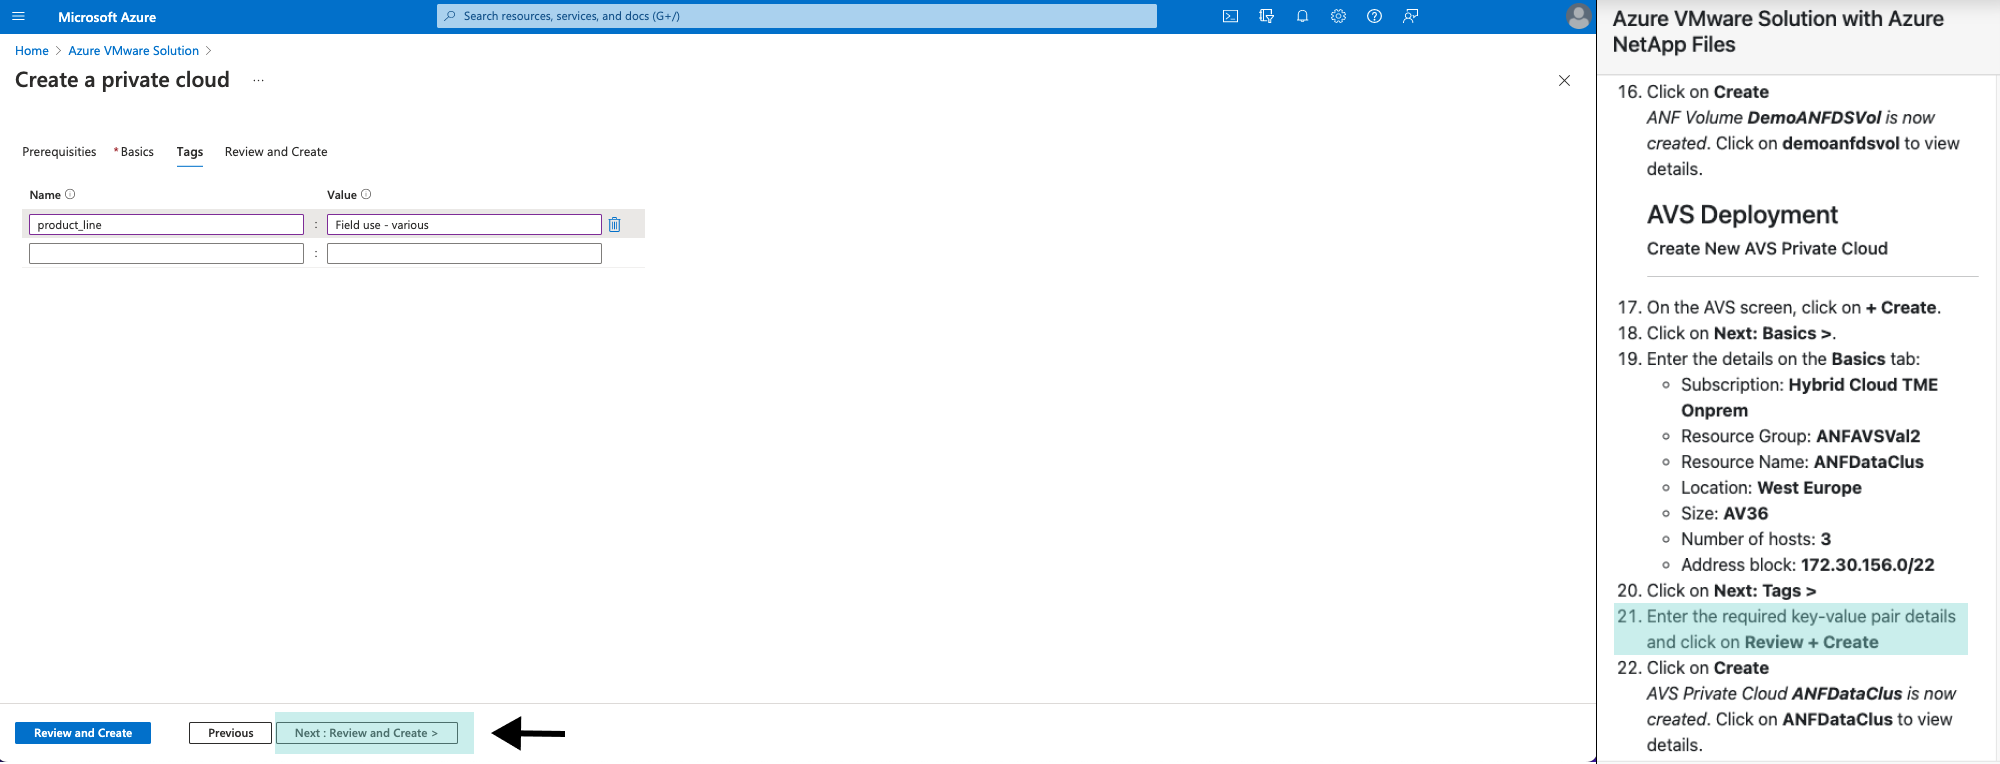 Microsoft Azure
Search resources, services, and docs (G+/)
Home > Azure VMware Solution >
Create a private cloud ...
Prerequisities * Basics Tags Review and Create
Name Value
product_line : Field use - various
:
Review and Create Previous Next : Review and Create >
Azure VMware Solution with Azure
NetApp Files
16. Click on Create
ANF Volume DemoANFDSVol is now
created. Click on demoanfdsvol to view
details.
AVS Deployment
Create New AVS Private Cloud
17. On the AVS screen, click on + Create.
18. Click on Next: Basics >.
19. Enter the details on the Basics tab:
Subscription: Hybrid Cloud TME
Onprem
Resource Group: ANFAVSVal2
Resource Name: ANFDataClus
Location: West Europe
Size: AV36
Number of hosts: 3
Address block: 172.30.156.0/22
20. Click on Next: Tags >
21. Enter the required key-value pair details
and click on Review + Create
22. Click on Create
AVS Private Cloud ANFDataClus is now
created. Click on ANFDataClus to view
details.